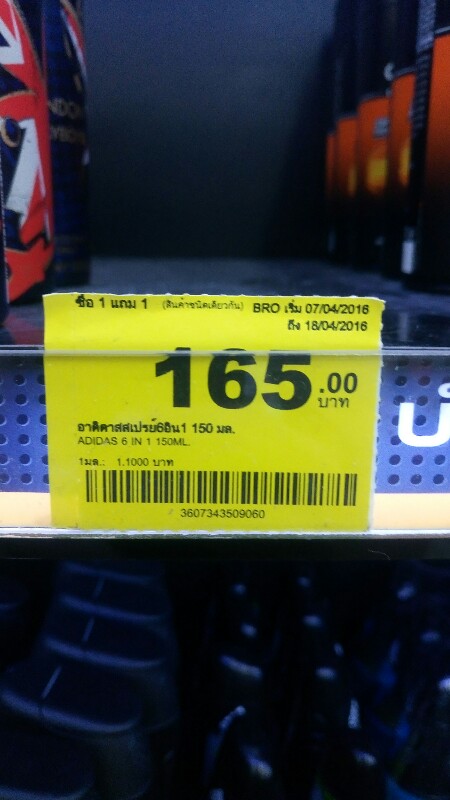 ซื้อ 1 แถม 1 (สินค้าชนิดเดียวกัน) BRO เริ่ม 07/04/2016
ถึง 18/04/2016
165.00
บาท
อาดิดาสสเปรย์6อิน1 150 มล.
ADIDAS 6 IN 1 150ML.
1มล.: 1.1000 บาท
3607343509060